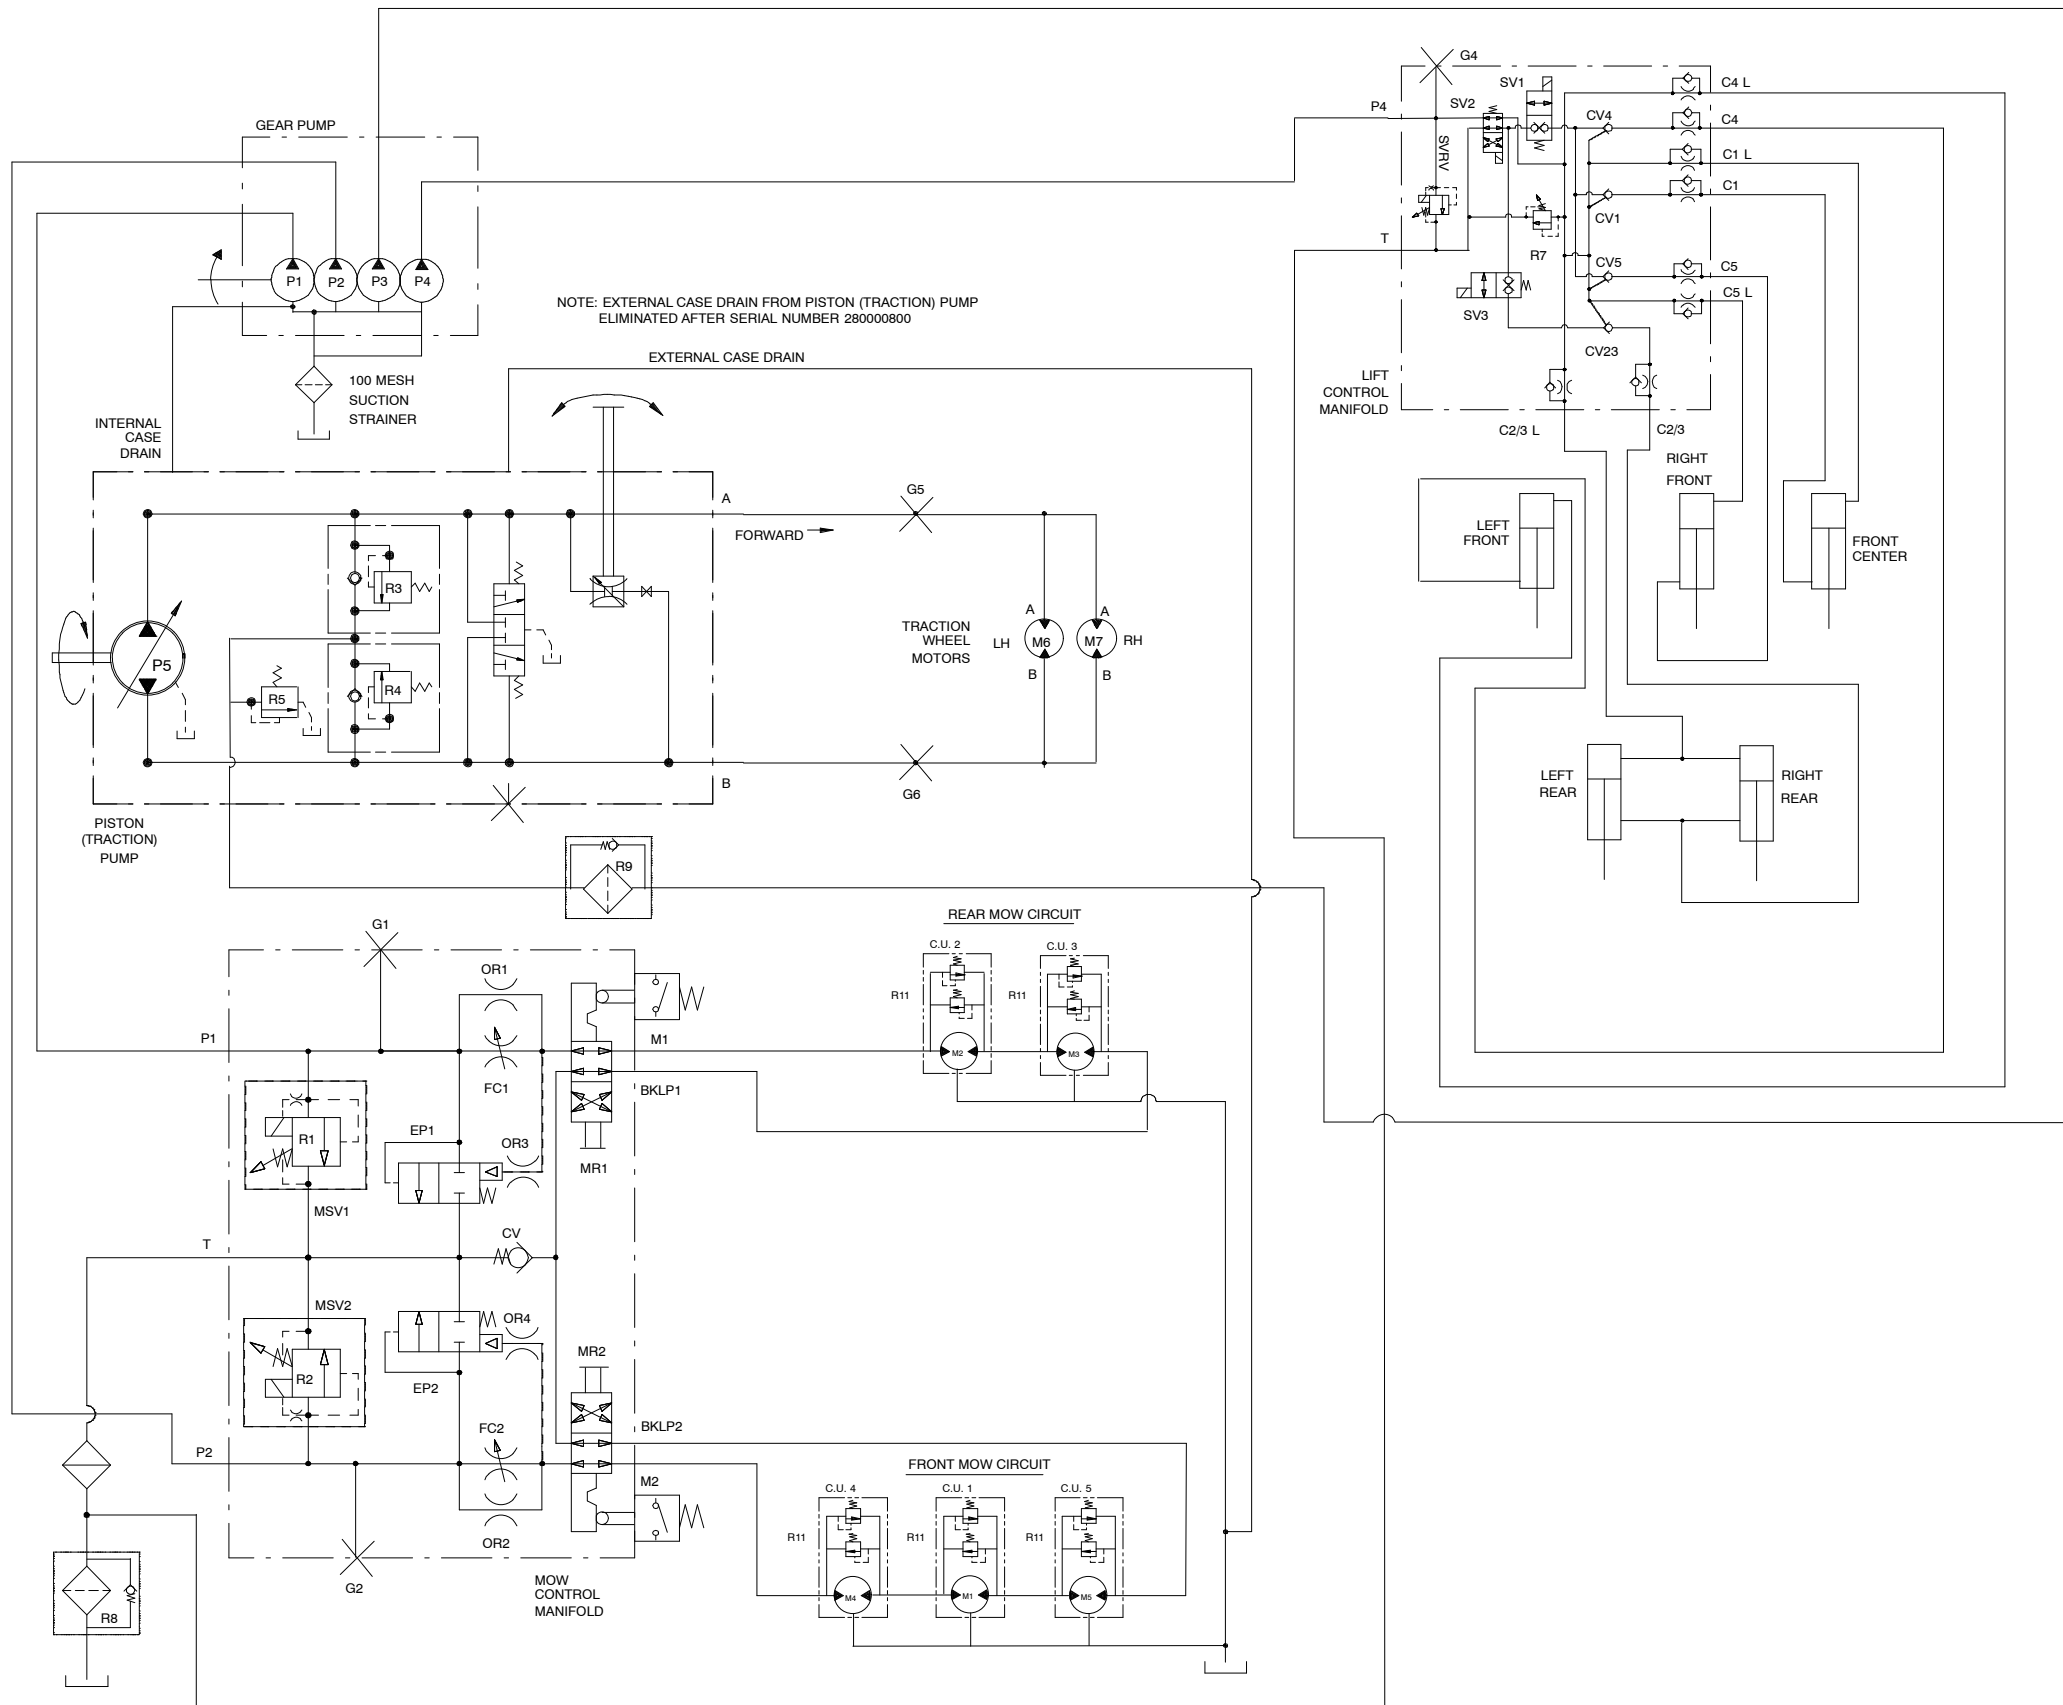 GEAR PUMP
P1
P2
P3
P4
100 MESH
SUCTION
STRAINER
INTERNAL
CASE
DRAIN
NOTE: EXTERNAL CASE DRAIN FROM PISTON (TRACTION) PUMP
ELIMINATED AFTER SERIAL NUMBER 280000800
EXTERNAL CASE DRAIN
G4
P4
SV1
SV2
SVRV
T
R7
SV3
CV4
CV1
CV5
CV23
C4 L
C4
C1 L
C1
C5
C5 L
LIFT
CONTROL
MANIFOLD
C2/3 L
C2/3
RIGHT
FRONT
LEFT
FRONT
FRONT
CENTER
LEFT
REAR
RIGHT
REAR
A
FORWARD
G5
R3
R4
R5
P5
B
G6
TRACTION
WHEEL
MOTORS
LH
A
M6
B
A
M7
B
RH
PISTON
(TRACTION)
PUMP
R9
G1
OR1
P1
FC1
M1
BKLP1
MR1
R1
MSV1
EP1
OR3
T
CV
MSV2
R2
EP2
OR4
MR2
BKLP2
FC2
P2
M2
OR2
G2
MOW
CONTROL
MANIFOLD
R8
REAR MOW CIRCUIT
C.U. 2
C.U. 3
R11
R11
M2
M3
FRONT MOW CIRCUIT
C.U. 4
C.U. 1
C.U. 5
R11
R11
R11
M4
M1
M5